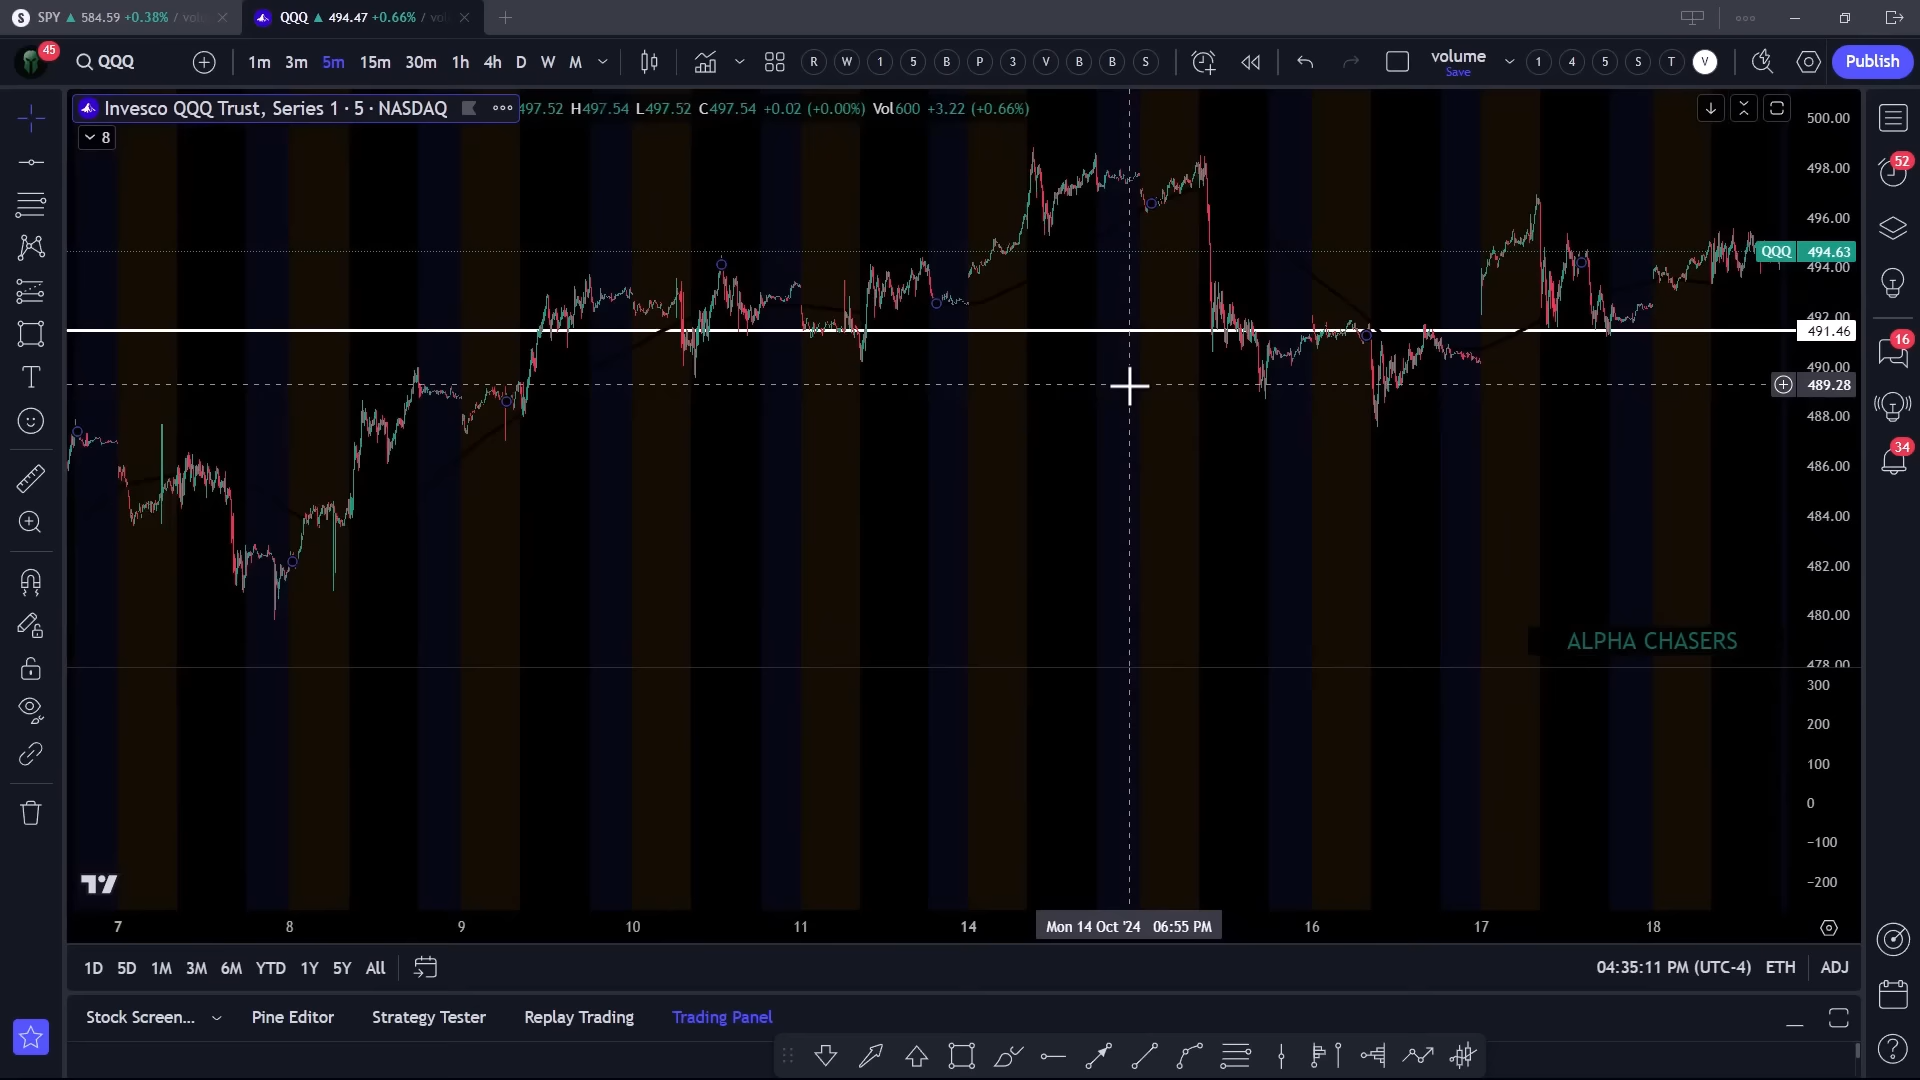 SPY 584.59 +0.38% / volu
QQQ 494.47 +0.66% / vol
45
QQQ
1m 3m 5m 15m 30m 1h 4h D W M
R W 1 5 B P 3 V B B S
volume
Save
1 4 5 S T V
Publish
Invesco QQQ Trust, Series 1 · 5 · NASDAQ
497.52 H497.54 L497.52 C497.54 +0.02 (+0.00%) Vol600 +3.22 (+0.66%)
8
500.00
498.00
496.00
QQQ 494.63
494.00
492.00
491.46
490.00
489.28
488.00
486.00
484.00
482.00
480.00
478.00
ALPHA CHASERS
300
200
100
0
−100
−200
52
16
34
7 8 9 10 11 14 Mon 14 Oct '24 06:55 PM 16 17 18
1D 5D 1M 3M 6M YTD 1Y 5Y All
04:35:11 PM (UTC-4) ETH ADJ
Stock Screen... Pine Editor Strategy Tester Replay Trading Trading Panel